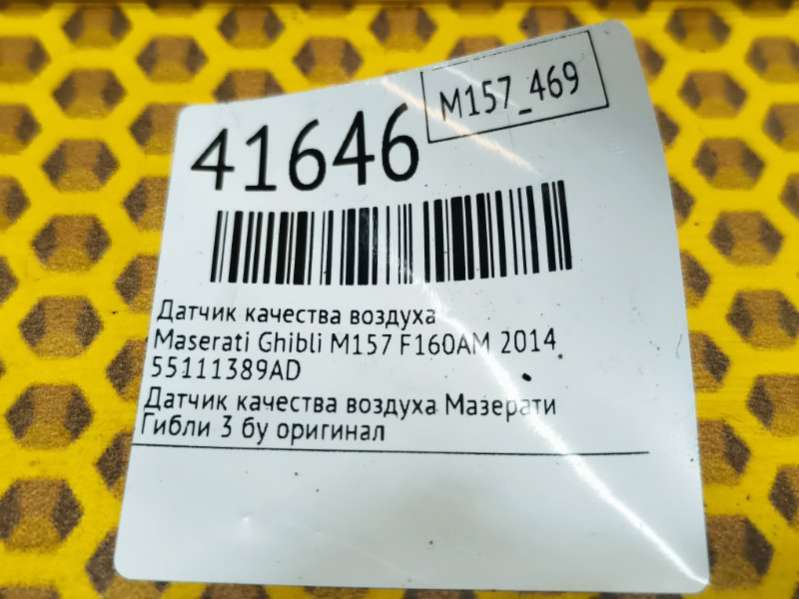 M157_469
41646
Датчик качества воздуха
Maserati Ghibli M157 F160AM 2014
55111389AD
Датчик качества воздуха Мазерати
Гибли 3 бу оригинал